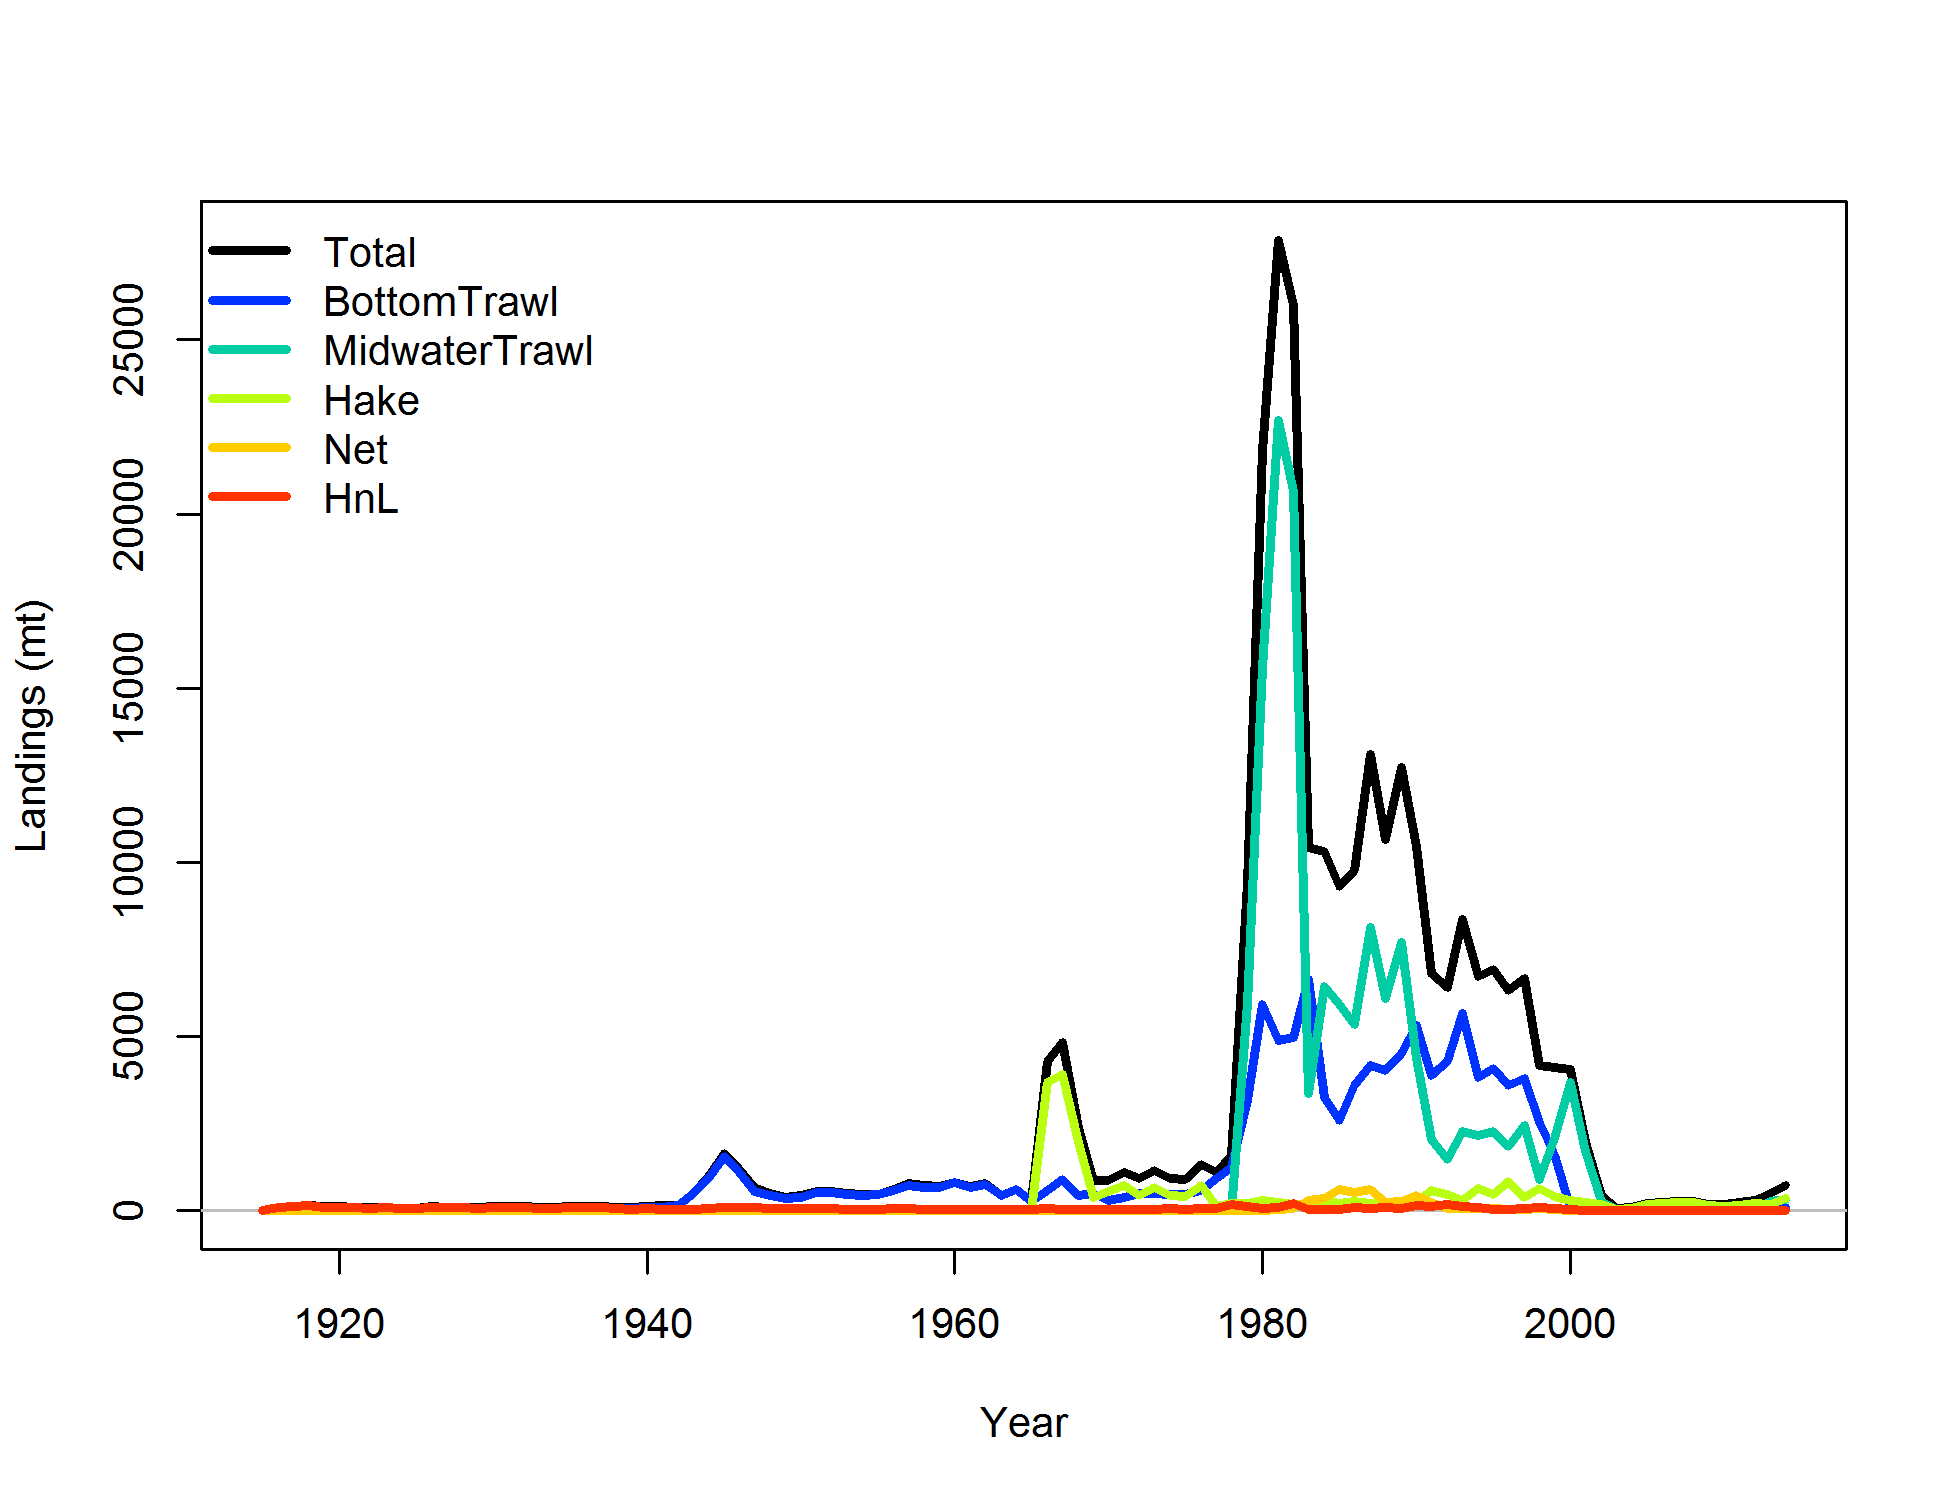 Total
BottomTrawl
MidwaterTrawl
Hake
Net
HnL
Landings (mt)
25000
20000
15000
10000
5000
0
1920
1940
1960
1980
2000
Year